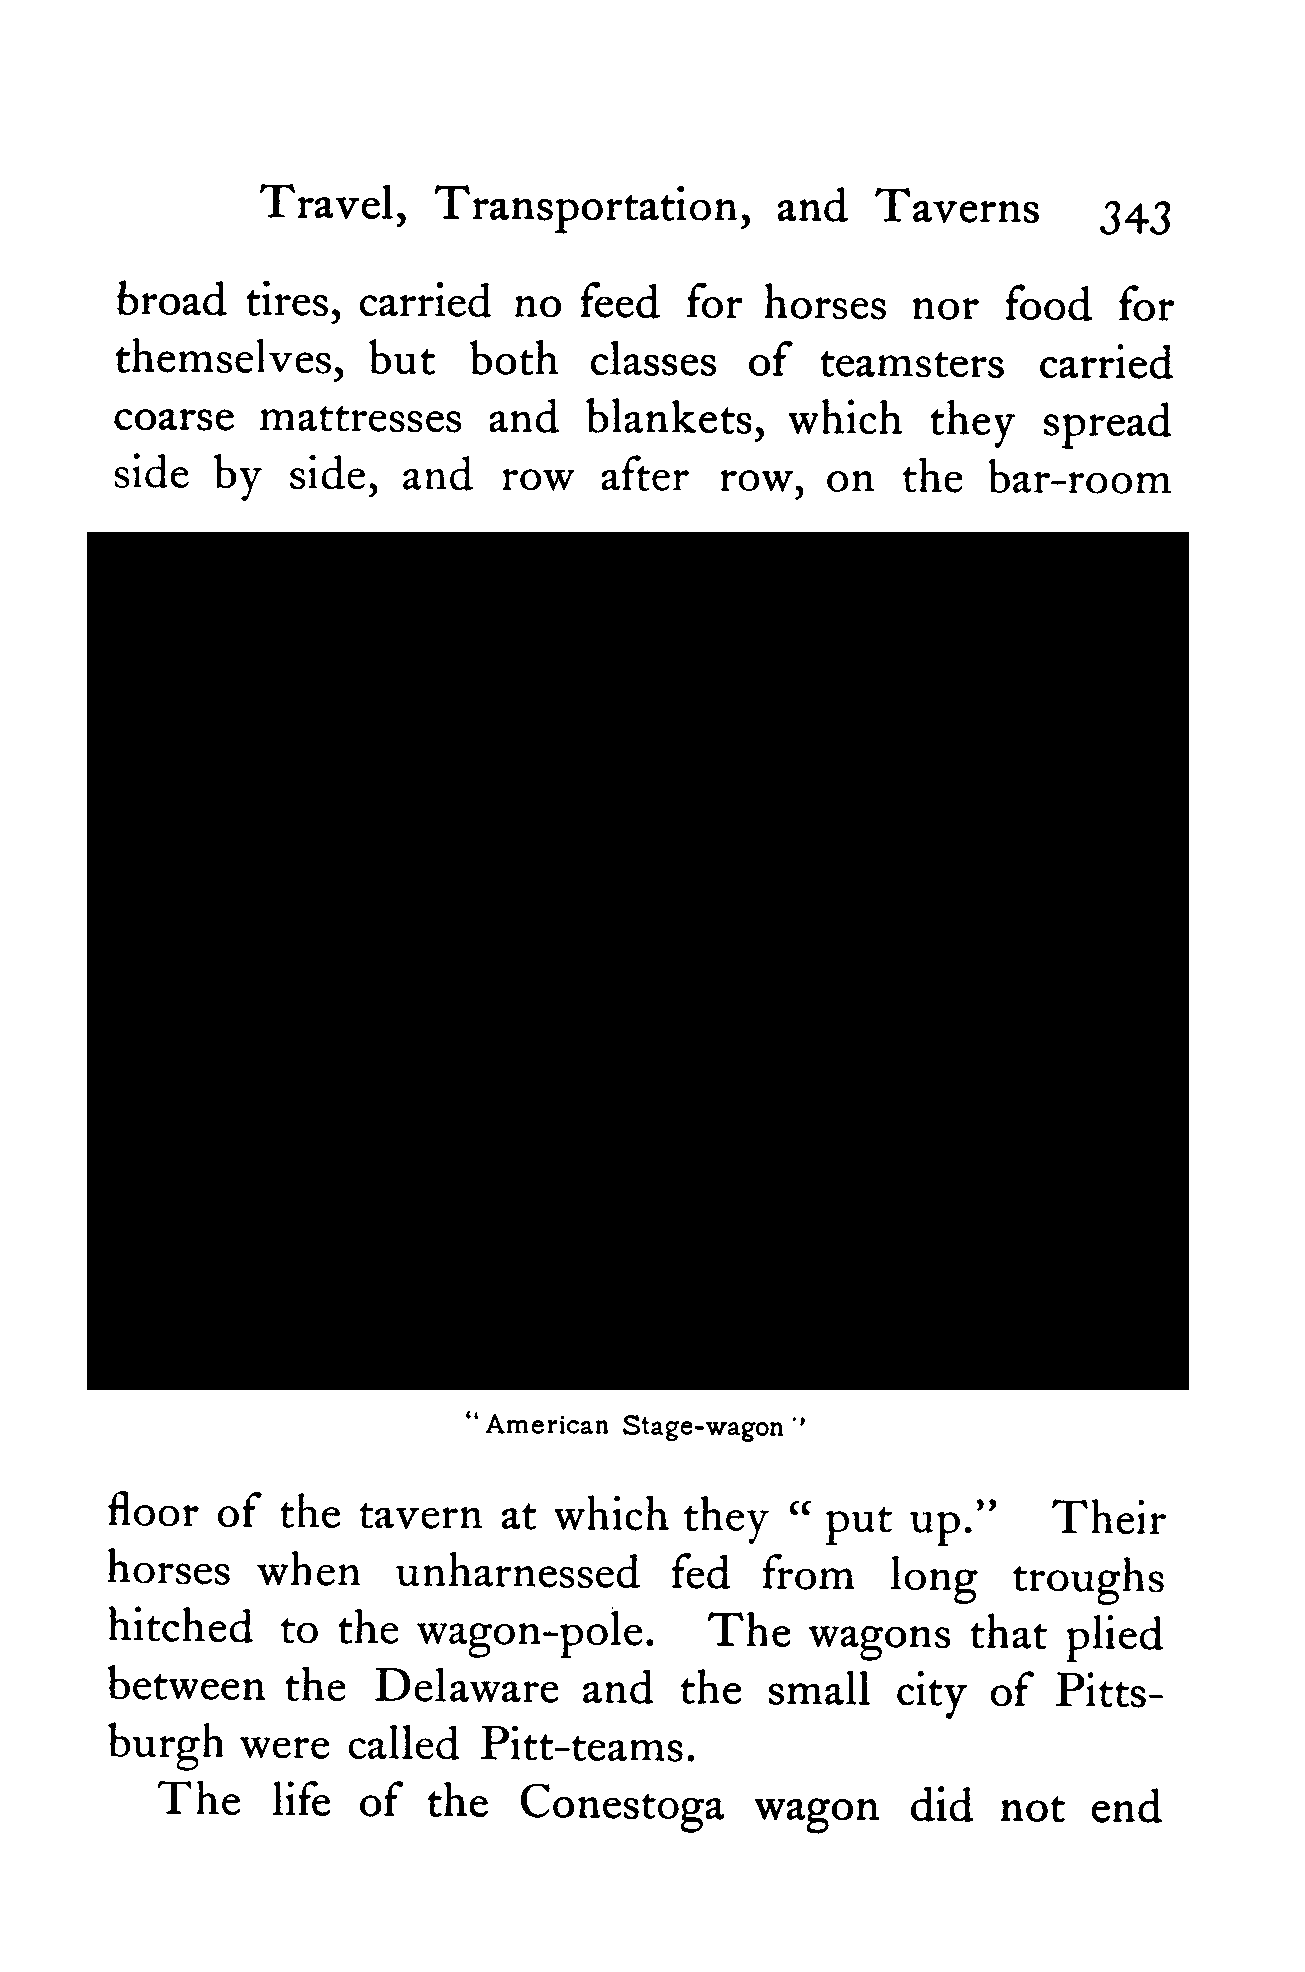 Travel, Transportation, and Taverns 343
broad tires, carried no feed for horses nor food for
themselves, but both classes of teamsters carried
coarse mattresses and blankets, which they spread
side by side, and row after row, on the bar-room
"American Stage-wagon"
floor of the tavern at which they "put up." Their
horses when unharnessed fed from long troughs
hitched to the wagon-pole. The wagons that plied
between the Delaware and the small city of Pitts-
burgh were called Pitt-teams.
The life of the Conestoga wagon did not end